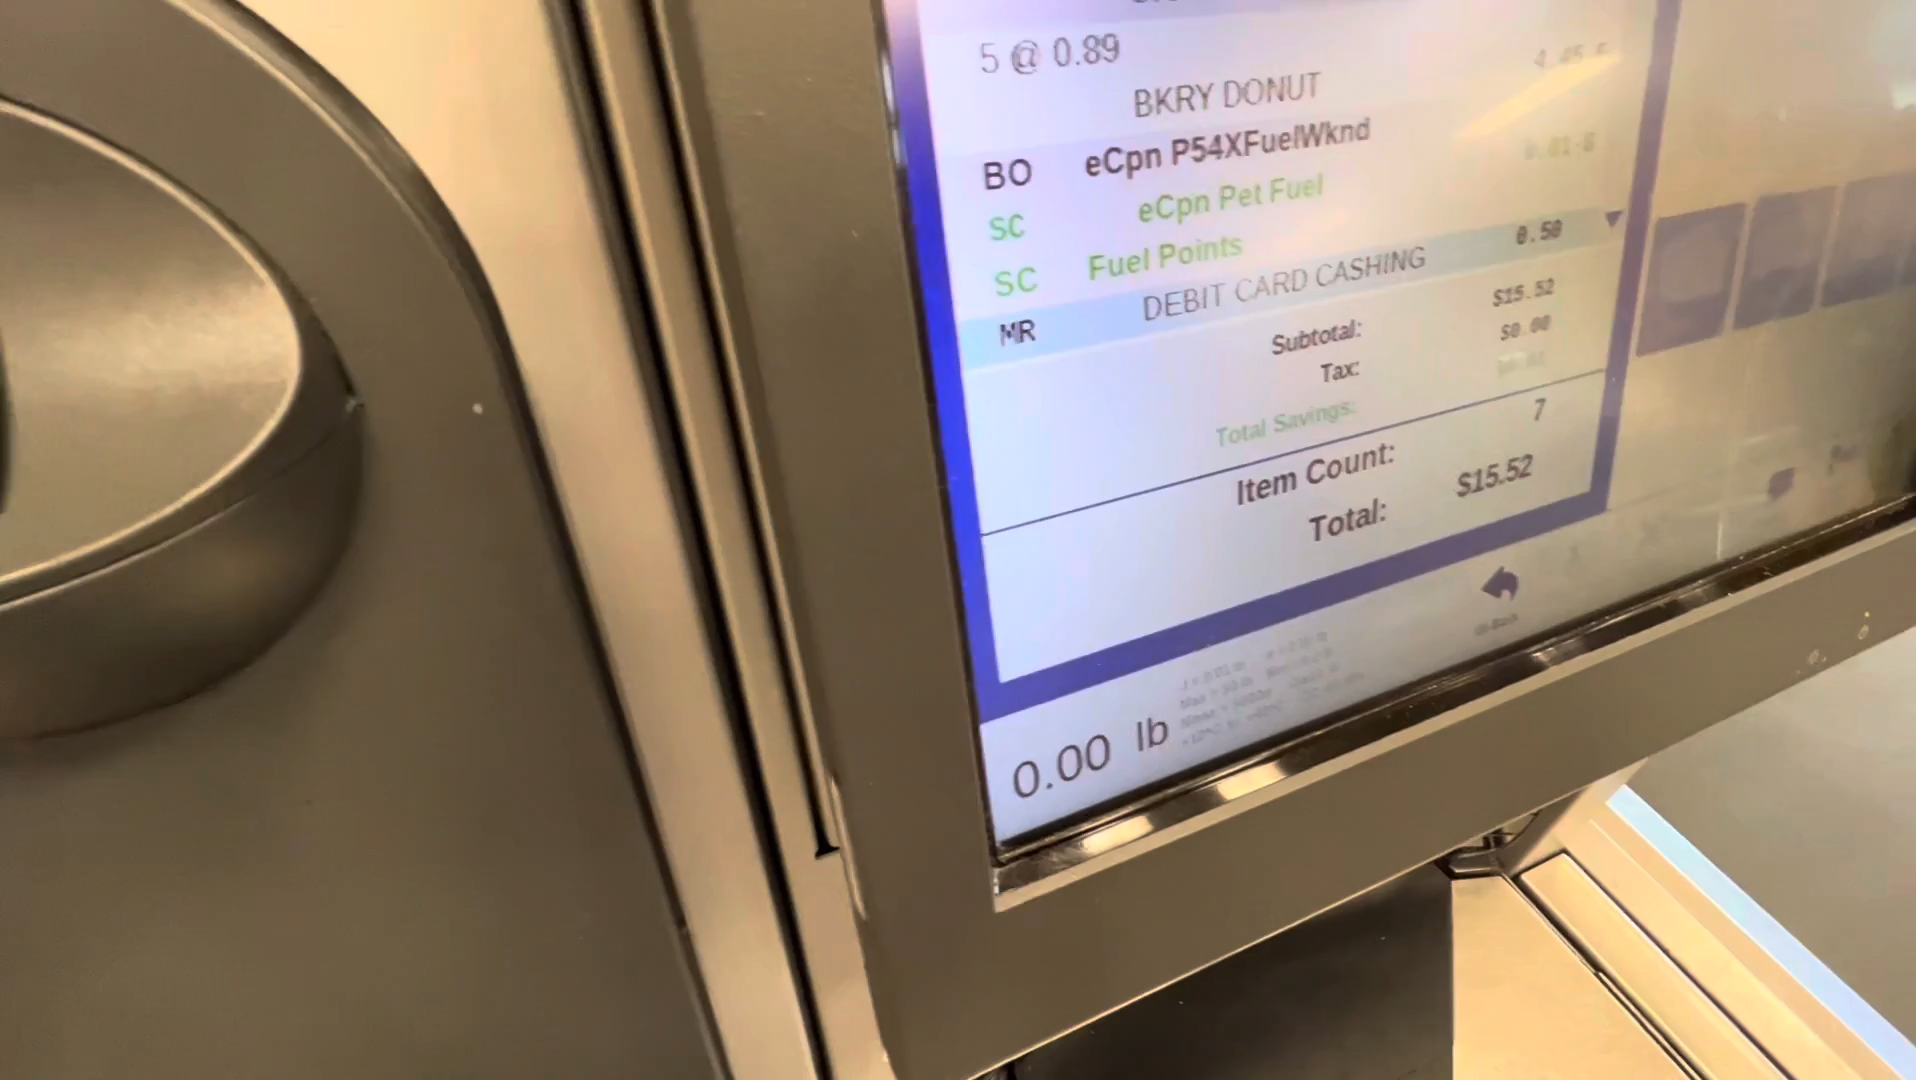 5 @ 0.89
BKRY DONUT 4.45 F
BO eCpn P54XFuelWknd
SC eCpn Pet Fuel
SC Fuel Points
MR DEBIT CARD CASHING 0.50
Subtotal: $15.52
Tax: $0.00
Total Savings:
Item Count: 7
Total: $15.52
0.00 lb